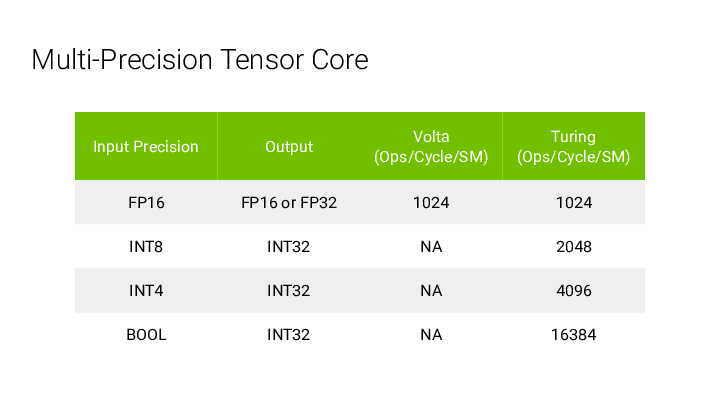 Multi-Precision Tensor Core
Input Precision Output Volta (Ops/Cycle/SM) Turing (Ops/Cycle/SM)
FP16 FP16 or FP32 1024 1024
INT8 INT32 NA 2048
INT4 INT32 NA 4096
BOOL INT32 NA 16384